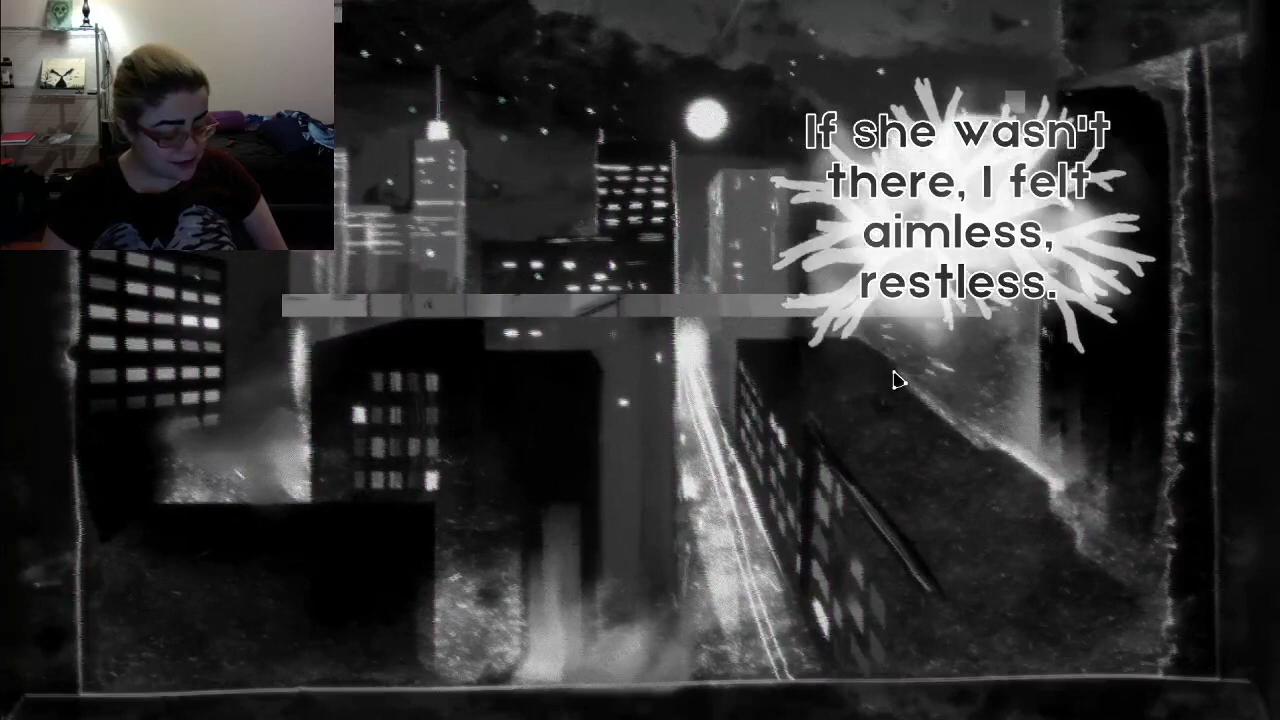 If she wasn't
there, I felt
aimless,
restless.